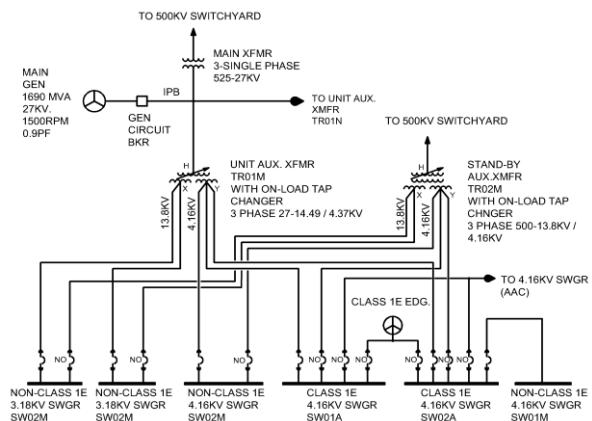 TO 500KV SWITCHYARD
MAIN XFMR
3-SINGLE PHASE
525-27KV
MAIN
GEN
1690 MVA
27KV.
1500RPM
0.9PF
IPB
GEN
CIRCUIT
BKR
TO UNIT AUX.
XMFR
TR01N
TO 500KV SWITCHYARD
H
X
Y
UNIT AUX. XFMR
TR01M
WITH ON-LOAD TAP
CHANGER
3 PHASE 27-14.49 / 4.37KV
H
X
Y
STAND-BY
AUX.XMFR
TR02M
WITH ON-LOAD TAP
CHNGER
3 PHASE 500-13.8KV /
4.16KV
13.8KV
4.16KV
13.8KV
4.16KV
TO 4.16KV SWGR
(AAC)
CLASS 1E EDG.
NO
NO
NO
NO
NO
NO
NO
NO
NON-CLASS 1E
3.18KV SWGR
SW02M
NON-CLASS 1E
3.18KV SWGR
SW02M
NON-CLASS 1E
4.16KV SWGR
SW02M
CLASS 1E
4.16KV SWGR
SW01A
CLASS 1E
4.16KV SWGR
SW02A
NON-CLASS 1E
4.16KV SWGR
SW01M